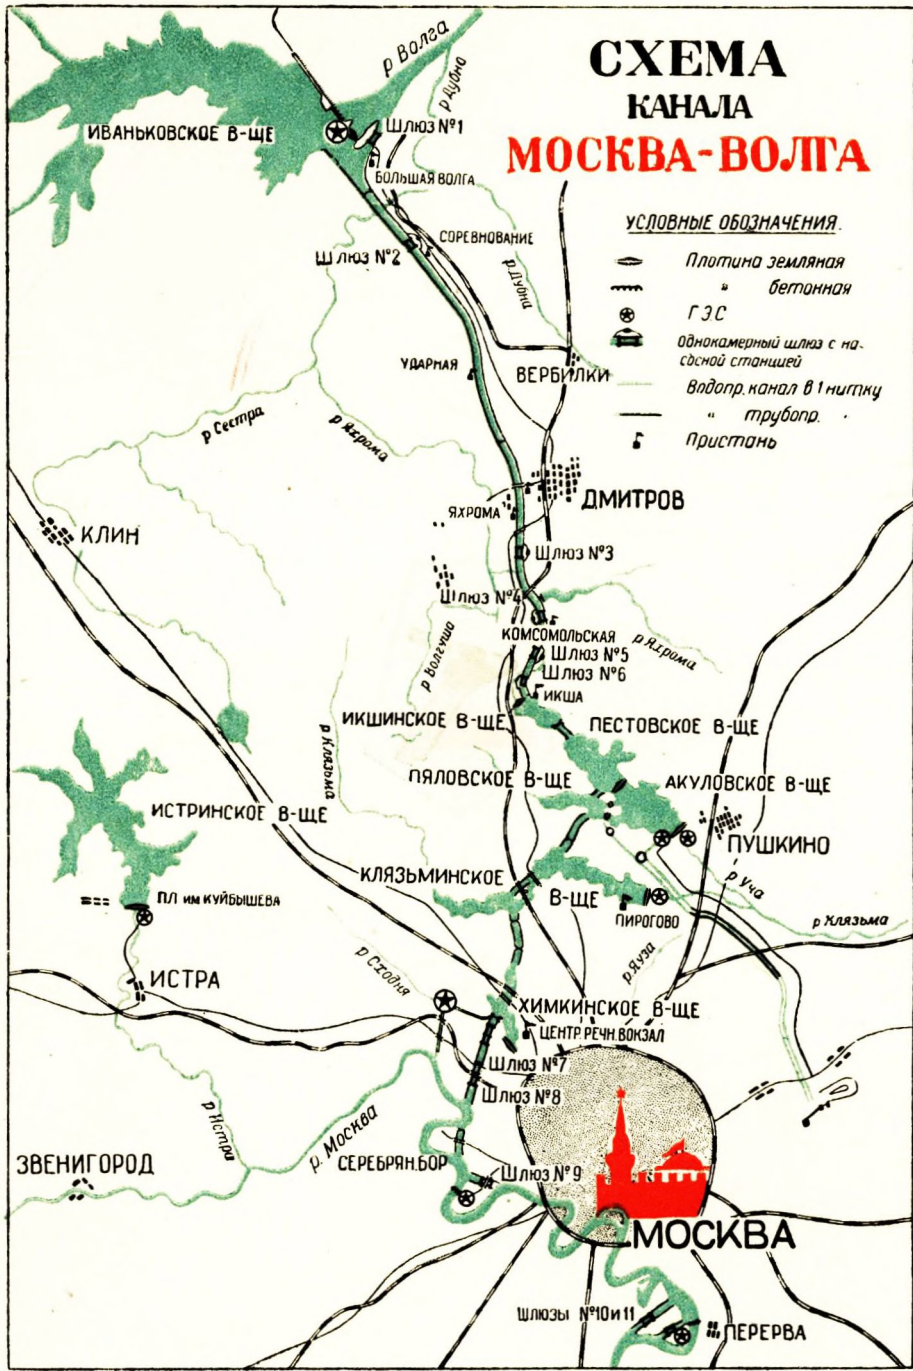 СХЕМА
КАНАЛА
МОСКВА-ВОЛГА
УСЛОВНЫЕ ОБОЗНАЧЕНИЯ.
Плотина земляная
" бетонная
ГЭС
Однокамерный шлюз с на-
сосной станцией
Водопр. канал в 1 нитку
" трубопр.
Пристань
р Волга
р Дубна
ИВАНЬКОВСКОЕ В-ЩЕ
Шлюз №1
БОЛЬШАЯ ВОЛГА
СОРЕВНОВАНИЕ
Шлюз №2
р Дубна
УДАРНАЯ
ВЕРБИЛКИ
р Сестра
р Яхрома
ДМИТРОВ
ЯХРОМА
КЛИН
Шлюз №3
Шлюз №4
КОМСОМОЛЬСКАЯ
р Яхрома
Шлюз №5
р Волгуша
Шлюз №6
ИКША
ИКШИНСКОЕ В-ЩЕ
ПЕСТОВСКОЕ В-ЩЕ
р Клязьма
ПЯЛОВСКОЕ В-ЩЕ
АКУЛОВСКОЕ В-ЩЕ
ИСТРИНСКОЕ В-ЩЕ
ПУШКИНО
КЛЯЗЬМИНСКОЕ
В-ЩЕ
р Уча
ПЛ им КУЙБЫШЕВА
ПИРОГОВО
р Клязьма
р Сходня
р Яуза
ИСТРА
ХИМКИНСКОЕ В-ЩЕ
ЦЕНТР. РЕЧН. ВОКЗАЛ
Шлюз №7
Шлюз №8
р Истра
р. Москва
ЗВЕНИГОРОД
СЕРЕБРЯН. БОР
Шлюз №9
МОСКВА
ШЛЮЗЫ №10 и 11
ПЕРЕРВА